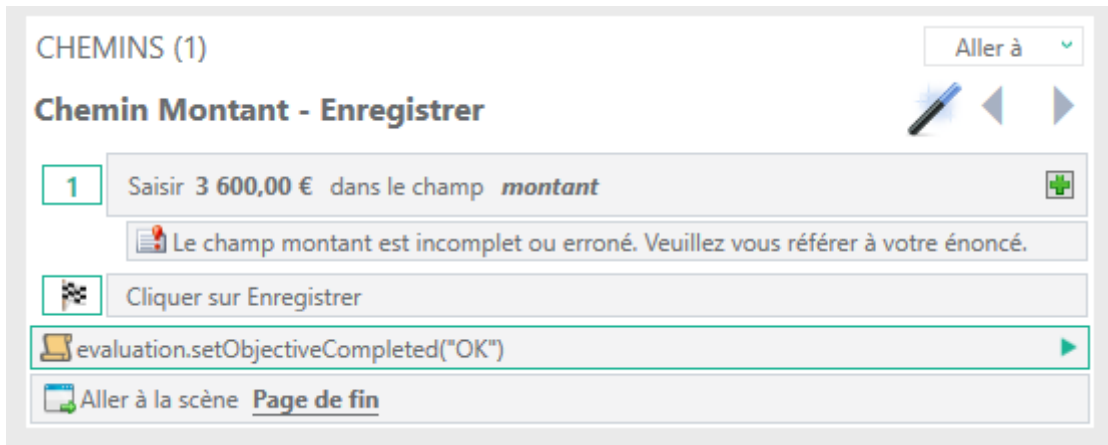 CHEMINS (1)
Aller à
Chemin Montant - Enregistrer
1
Saisir 3 600,00 € dans le champ montant
Le champ montant est incomplet ou erroné. Veuillez vous référer à votre énoncé.
Cliquer sur Enregistrer
evaluation.setObjectiveCompleted("OK")
Aller à la scène Page de fin